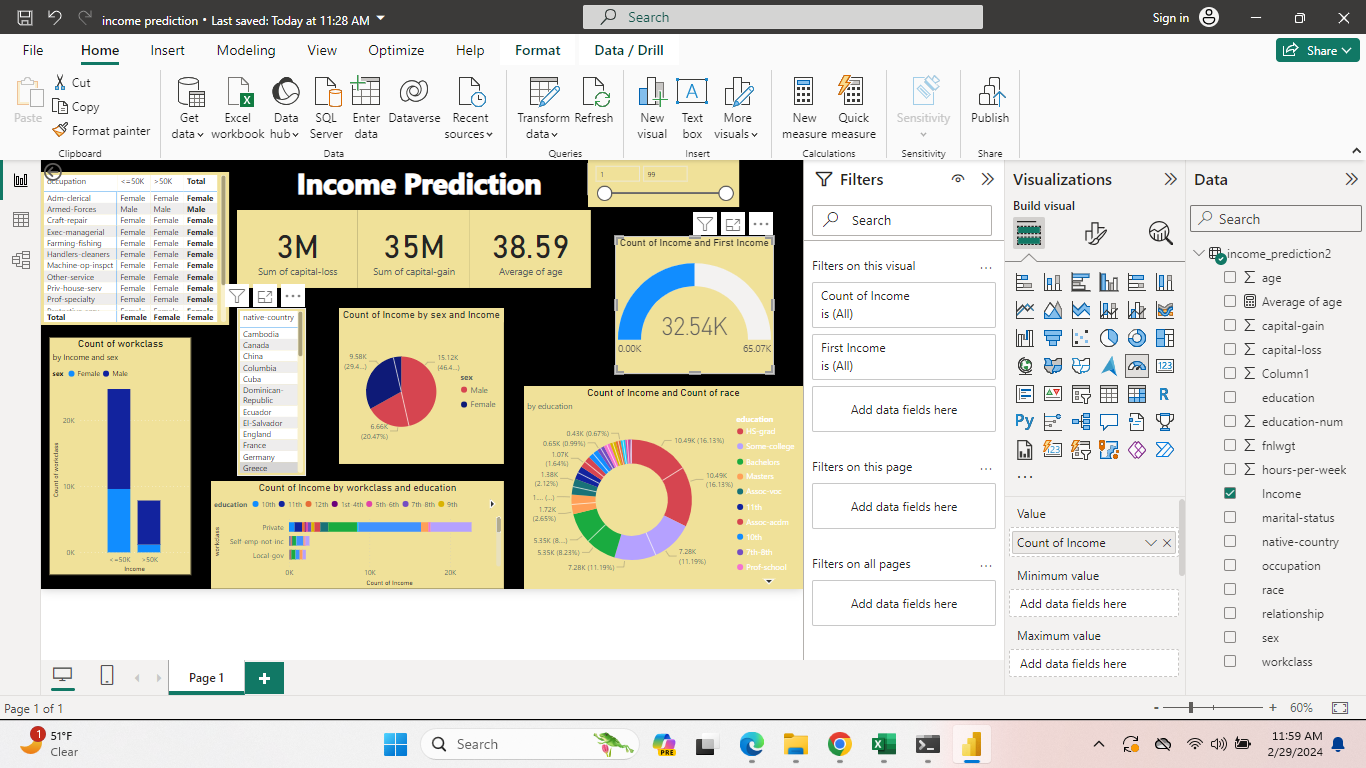 income prediction • Last saved: Today at 11:28 AM
Search
Sign in
File
Home
Insert
Modeling
View
Optimize
Help
Format
Data / Drill
Share
Paste
Cut
Copy
Format painter
Clipboard
Get data
Excel workbook
Data hub
SQL Server
Enter data
Dataverse
Recent sources
Data
Transform data
Refresh
Queries
New visual
Text box
More visuals
Insert
New measure
Quick measure
Calculations
Sensitivity
Sensitivity
Publish
Share
occupation <=50K >50K Total
Adm-clerical Female Female Female
Armed-Forces Male Male Male
Craft-repair Female Female Female
Exec-managerial Female Female Female
Farming-fishing Female Female Female
Handlers-cleaners Female Female Female
Machine-op-inspct Female Female Female
Other-service Female Female Female
Priv-house-serv Female Female Female
Prof-specialty Female Female Female
Total Female Female Female
Income Prediction
1 99
3M
Sum of capital-loss
35M
Sum of capital-gain
38.59
Average of age
Count of Income and First Income
32.54K
0.00K 65.07K
Count of workclass
by Income and sex
sex Female Male
Count of workclass
20K
10K
0K
<=50K >50K
Income
native-country
Cambodia
Canada
China
Columbia
Cuba
Dominican-
Republic
Ecuador
El-Salvador
England
France
Germany
Greece
Count of Income by sex and Income
9.58K
(29.4...)
15.12K
(46.4...)
6.66K
(20.47%)
sex
Male
Female
Count of Income by workclass and education
education 10th 11th 12th 1st-4th 5th-6th 7th-8th 9th
workclass
Private
Self-emp-not-inc
Local-gov
0K 10K 20K
Count of Income
Count of Income and Count of race
by education
0.43K (0.67%)
0.65K (0.99%)
1.07K
(1.64%)
1.38K
(2.12%)
1.... (...)
1.72K
(2.65%)
5.35K (8....)
5.35K (8.23%)
7.28K (11.19%)
7.28K
(11.19%)
10.49K
(16.13%)
10.49K (16.13%)
education
HS-grad
Some-college
Bachelors
Masters
Assoc-voc
11th
Assoc-acdm
10th
7th-8th
Prof-school
Filters
Search
Filters on this visual
Count of Income
is (All)
First Income
is (All)
Add data fields here
Filters on this page
Add data fields here
Filters on all pages
Add data fields here
Visualizations
Build visual
Value
Count of Income
Minimum value
Add data fields here
Maximum value
Add data fields here
Data
Search
income_prediction2
age
Average of age
capital-gain
capital-loss
Column1
education
education-num
fnlwgt
hours-per-week
Income
marital-status
native-country
occupation
race
relationship
sex
workclass
Page 1
Page 1 of 1
60%
1
51°F
Clear
Search
PRE
11:59 AM
2/29/2024